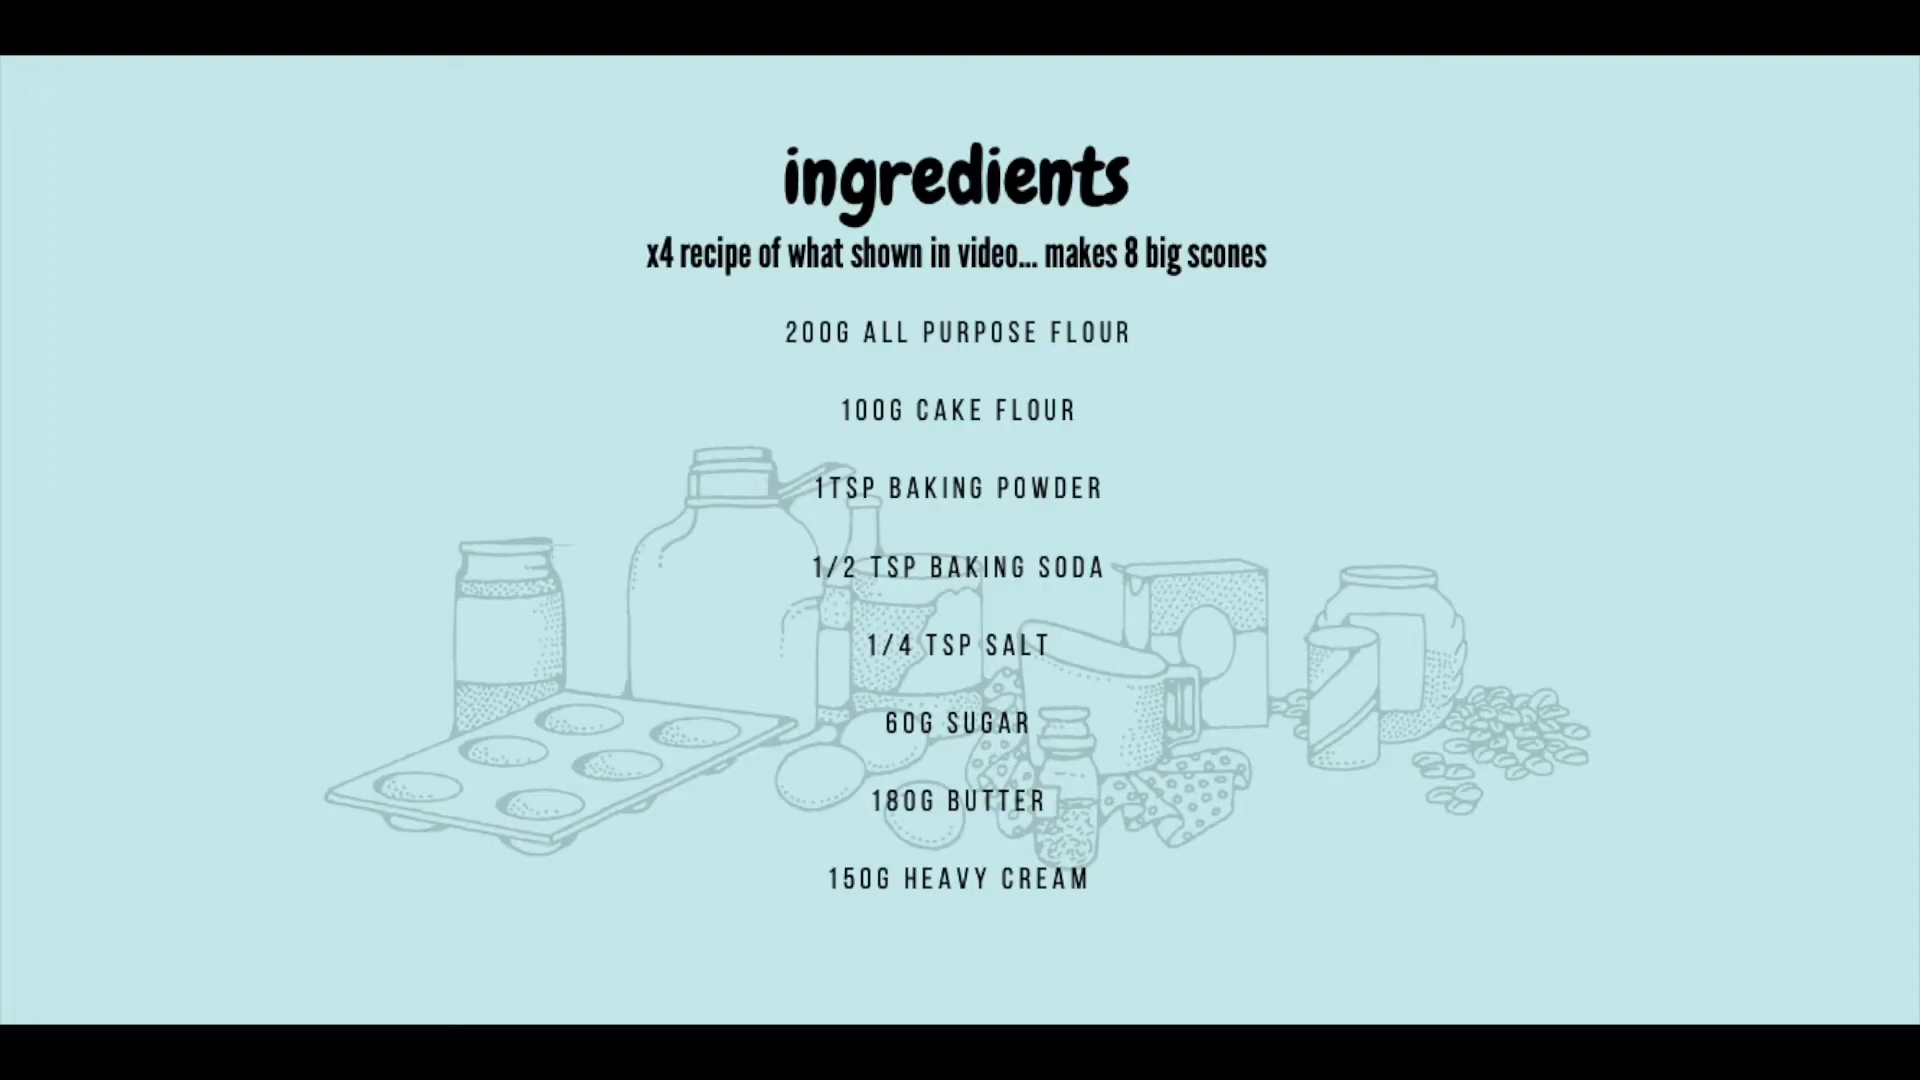 ingredients
x4 recipe of what shown in video... makes 8 big scones
200G ALL PURPOSE FLOUR
100G CAKE FLOUR
1TSP BAKING POWDER
1/2 TSP BAKING SODA
1/4 TSP SALT
60G SUGAR
180G BUTTER
150G HEAVY CREAM